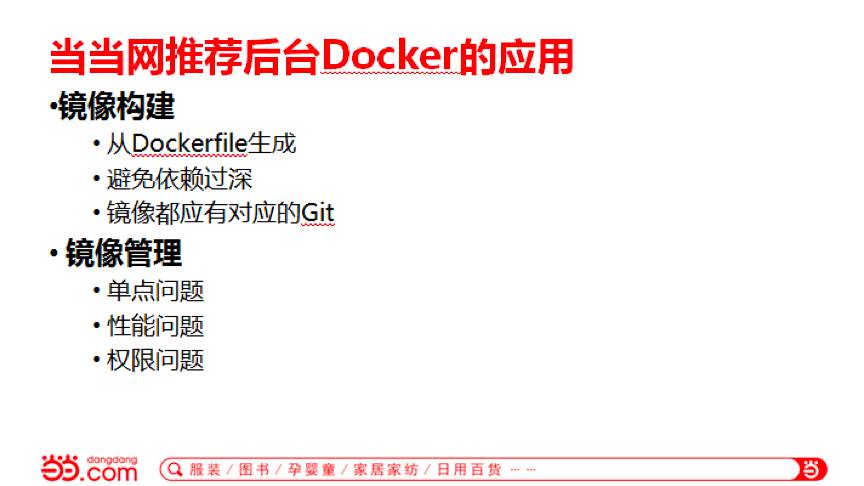 当当网推荐后台Docker的应用
•镜像构建
• 从Dockerfile生成
• 避免依赖过深
• 镜像都应有对应的Git
• 镜像管理
• 单点问题
• 性能问题
• 权限问题
当当.com dangdang
服装 / 图书 / 孕婴童 / 家居家纺 / 日用百货 ……
当